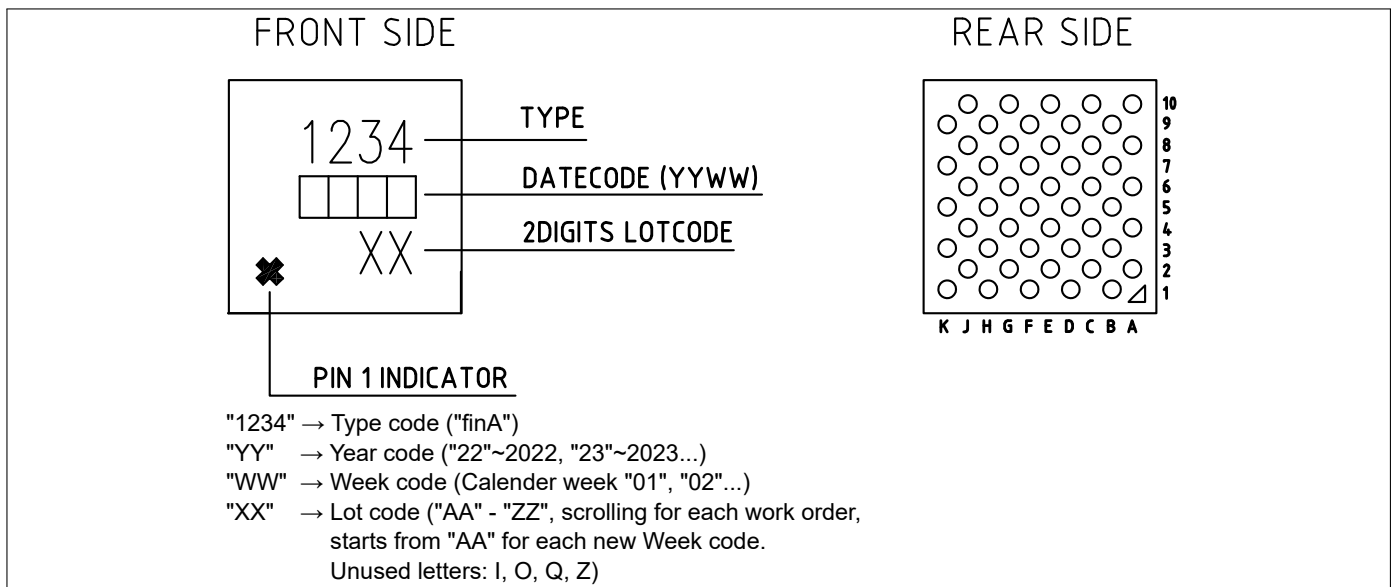 FRONT SIDE
REAR SIDE
1234
TYPE
DATECODE (YYWW)
XX
2DIGITS LOTCODE
PIN 1 INDICATOR
10
9
8
7
6
5
4
3
2
1
K J H G F E D C B A
"1234" → Type code ("finA")
"YY" → Year code ("22"~2022, "23"~2023...)
"WW" → Week code (Calender week "01", "02"...)
"XX" → Lot code ("AA" - "ZZ", scrolling for each work order,
starts from "AA" for each new Week code.
Unused letters: I, O, Q, Z)